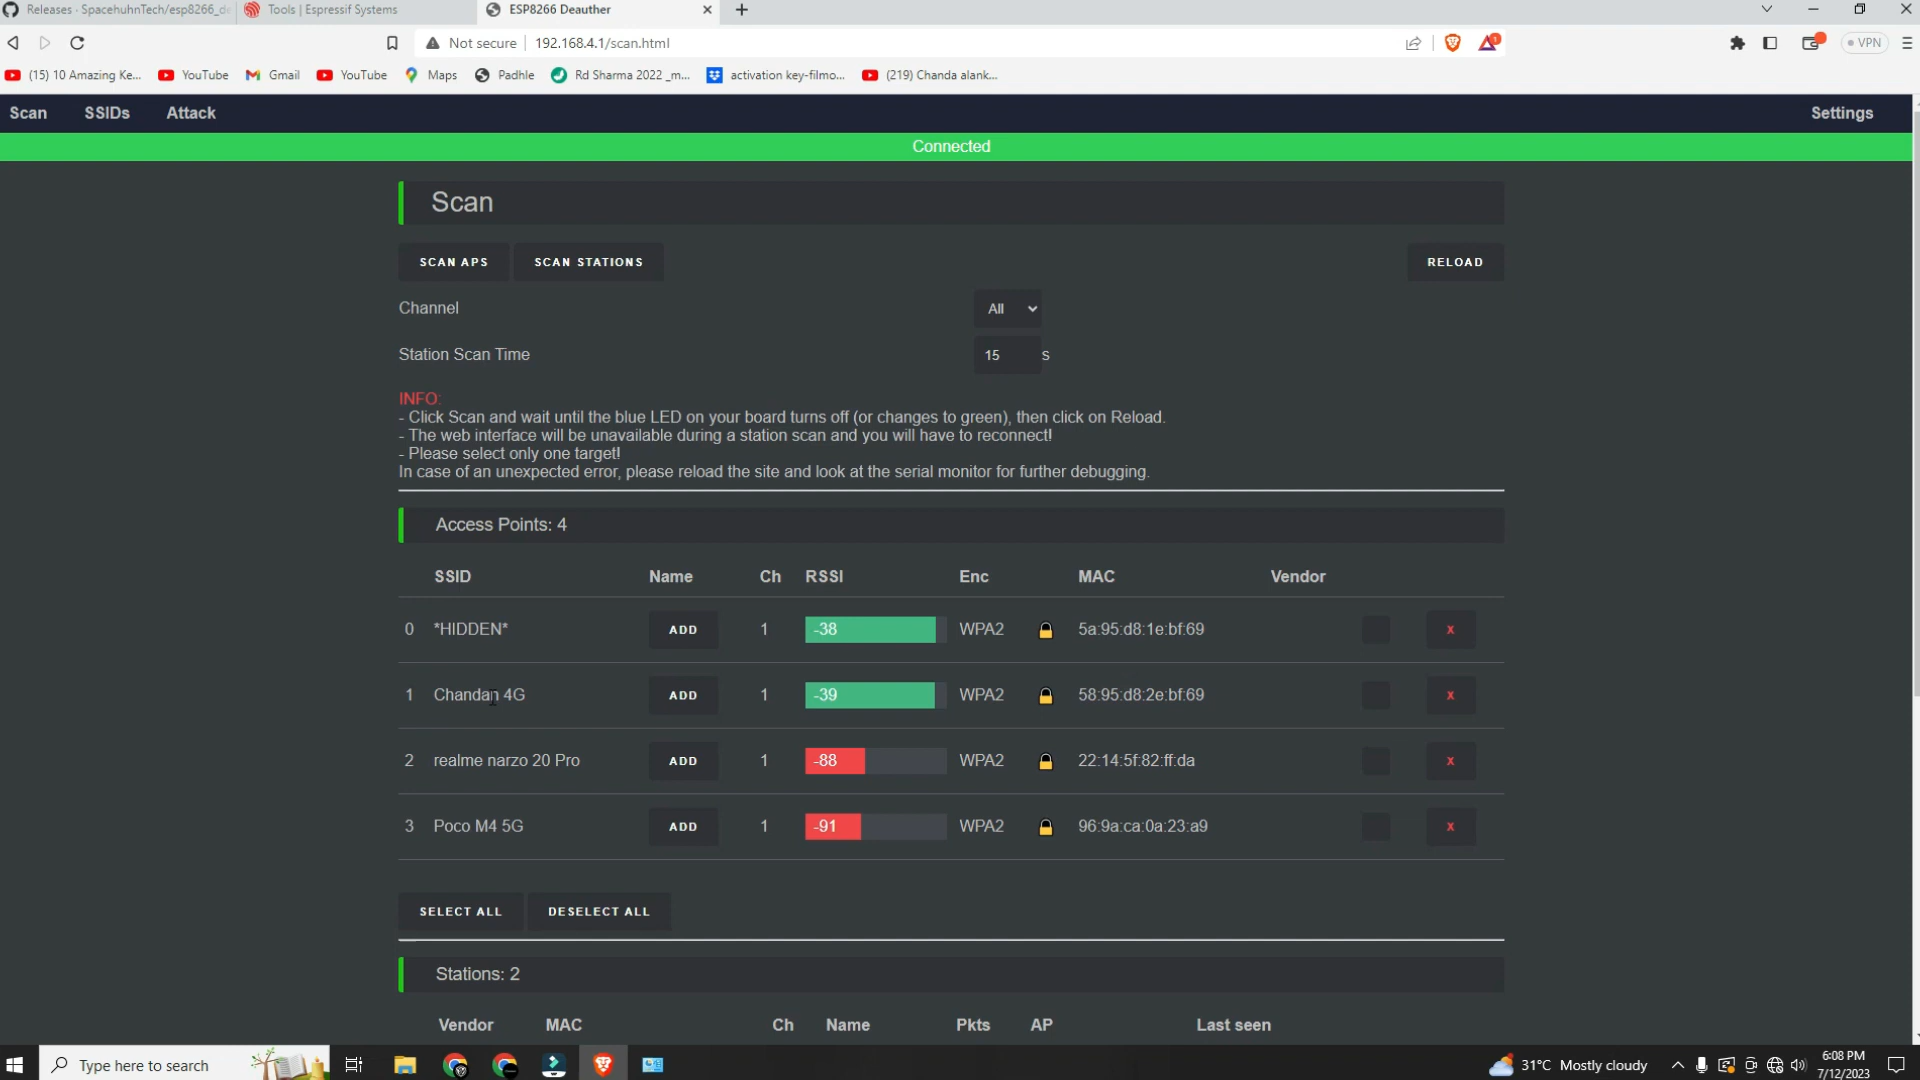 Releases · SpacehuhnTech/esp8266_de
Tools | Espressif Systems
ESP8266 Deauther
Not secure
192.168.4.1/scan.html
1
VPN
(15) 10 Amazing Ke...
YouTube
Gmail
YouTube
Maps
Padhle
Rd Sharma 2022 _m...
activation key-filmo...
(219) Chanda alank...
Scan
SSIDs
Attack
Settings
Connected
Scan
SCAN APS
SCAN STATIONS
RELOAD
Channel
All
Station Scan Time
15
s
INFO:
- Click Scan and wait until the blue LED on your board turns off (or changes to green), then click on Reload.
- The web interface will be unavailable during a station scan and you will have to reconnect!
- Please select only one target!
In case of an unexpected error, please reload the site and look at the serial monitor for further debugging.
Access Points: 4
SSID Name Ch RSSI Enc MAC Vendor
0 *HIDDEN* ADD 1 -38 WPA2 5a:95:d8:1e:bf:69 X
1 Chandan 4G ADD 1 -39 WPA2 58:95:d8:2e:bf:69 X
2 realme narzo 20 Pro ADD 1 -88 WPA2 22:14:5f:82:ff:da X
3 Poco M4 5G ADD 1 -91 WPA2 96:9a:ca:0a:23:a9 X
SELECT ALL
DESELECT ALL
Stations: 2
Vendor MAC Ch Name Pkts AP Last seen
Type here to search
31°C Mostly cloudy
6:08 PM
7/12/2023